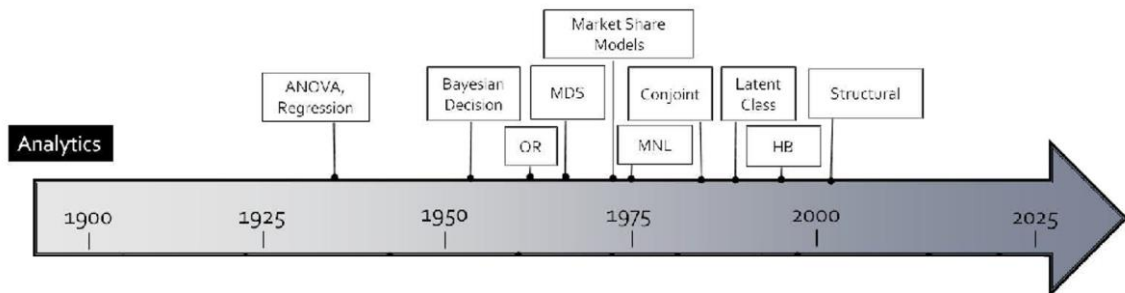 Market Share
Models
ANOVA,
Regression
Bayesian
Decision
MDS
Conjoint
Latent
Class
Structural
Analytics
OR
MNL
HB
1900
1925
1950
1975
2000
2025